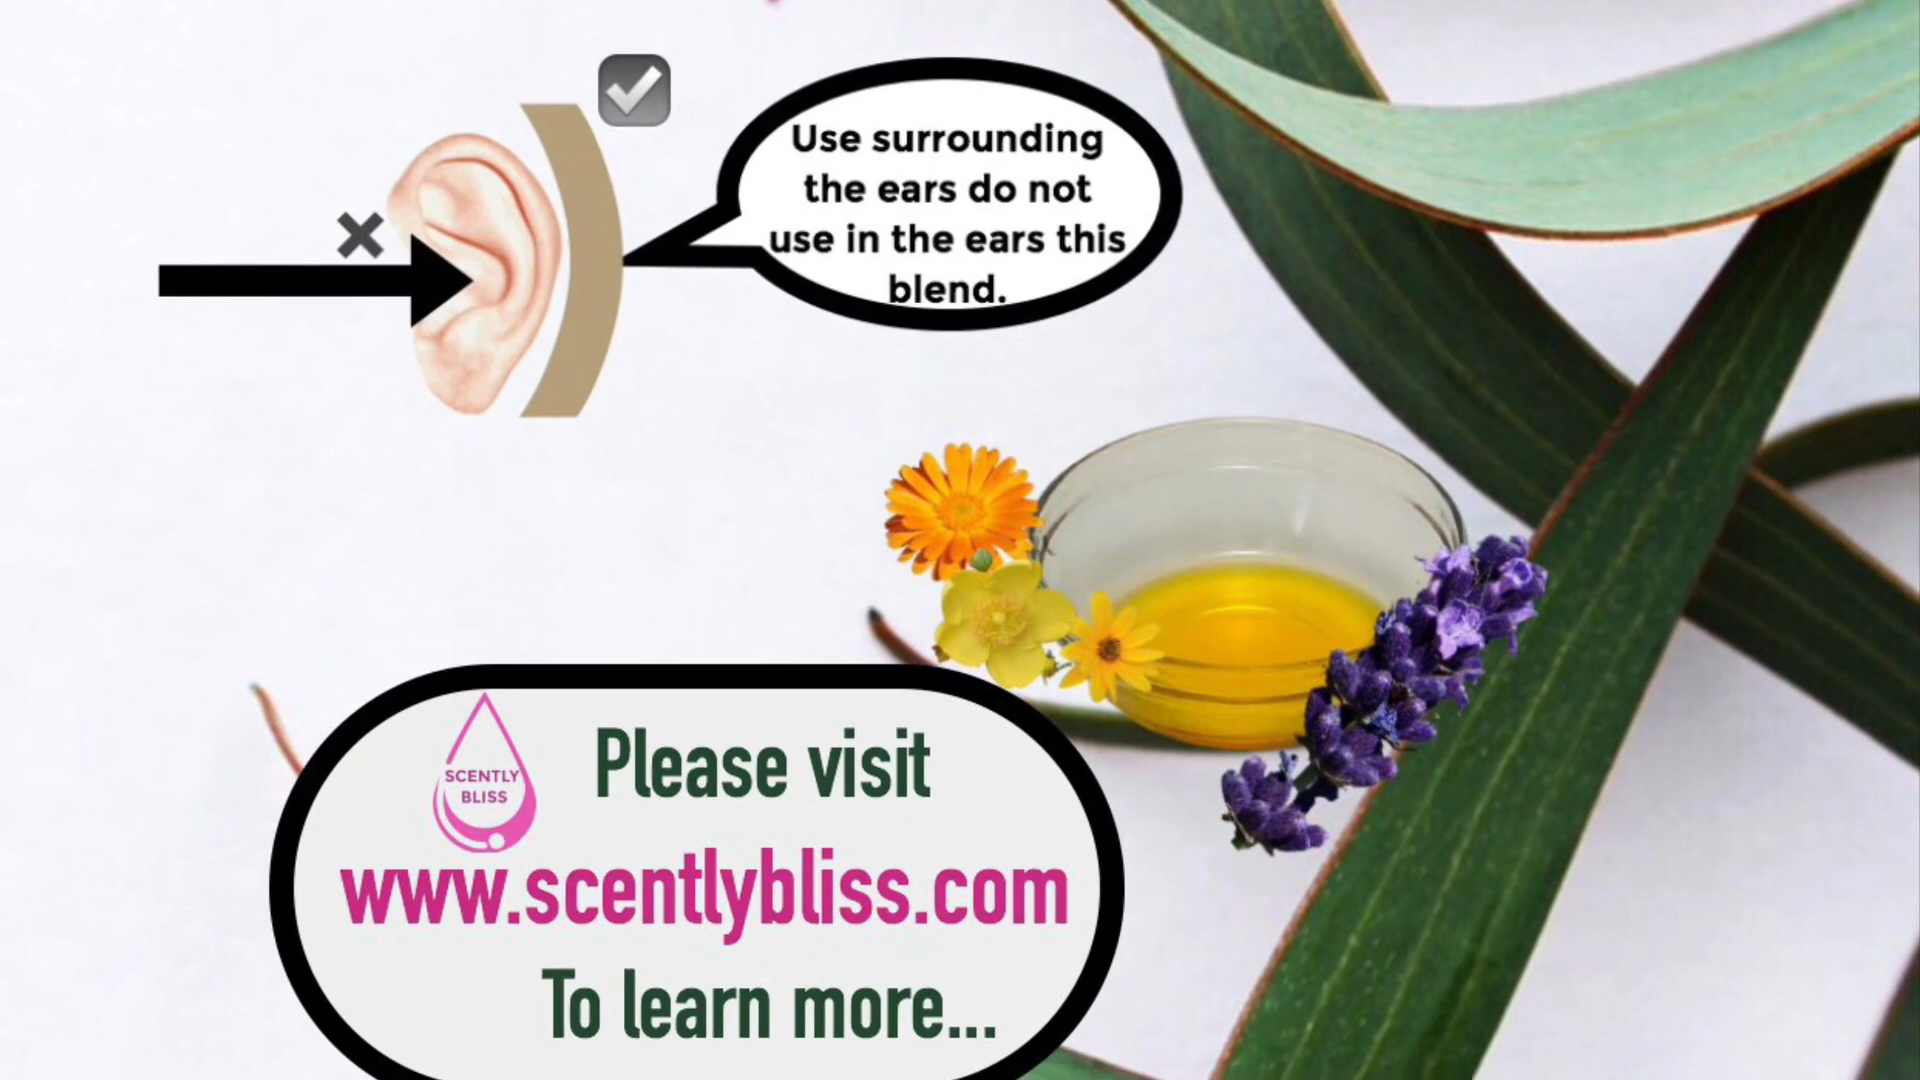 Use surrounding
the ears do not
use in the ears this
blend.
SCENTLY
BLISS
Please visit
www.scentlybliss.com
To learn more...